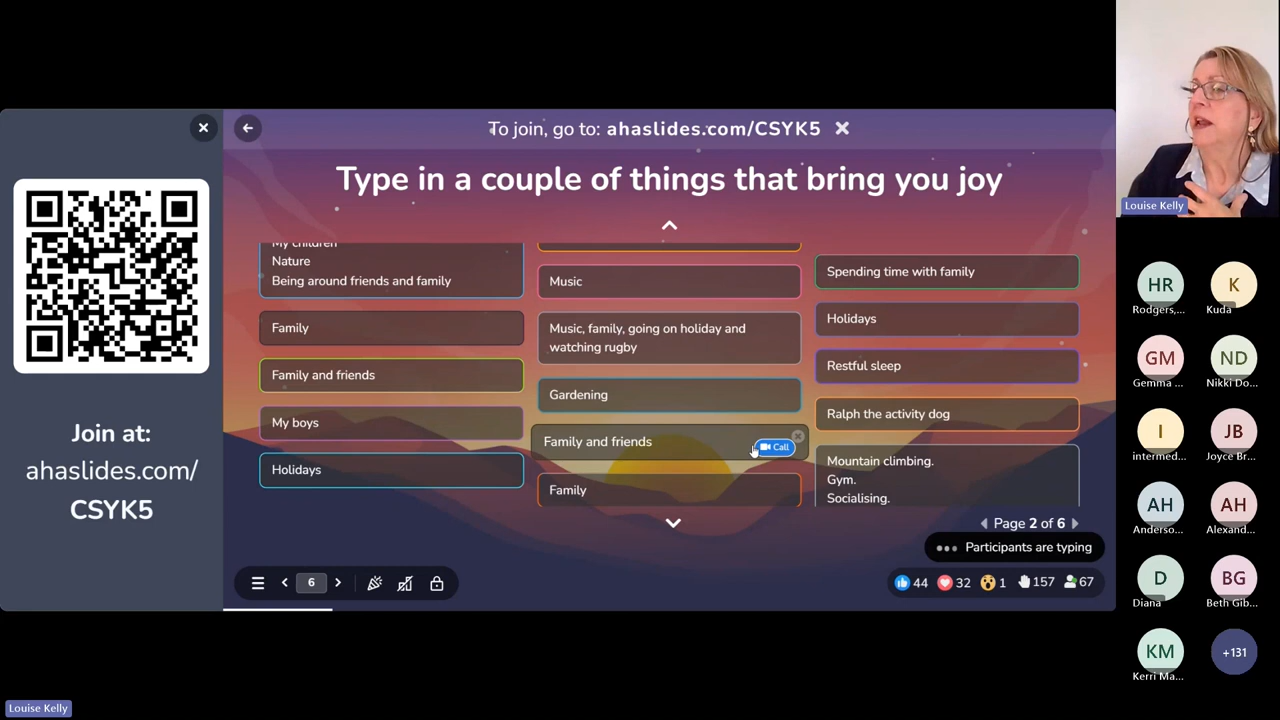 To join, go to: ahaslides.com/CSYK5
Type in a couple of things that bring you joy
Join at:
ahaslides.com/
CSYK5
My children
Nature
Being around friends and family
Family
Family and friends
My boys
Holidays
Music
Music, family, going on holiday and
watching rugby
Gardening
Family and friends
Call
Family
Spending time with family
Holidays
Restful sleep
Ralph the activity dog
Mountain climbing.
Gym.
Socialising.
Page 2 of 6
Participants are typing
6
44
32
1
157
67
Louise Kelly
HR
Rodgers,...
K
Kuda
GM
Gemma ...
ND
Nikki Do...
I
intermed...
JB
Joyce Br...
AH
Anderso...
AH
Alexand...
D
Diana
BG
Beth Gib...
KM
Kerri Ma...
+131
Louise Kelly